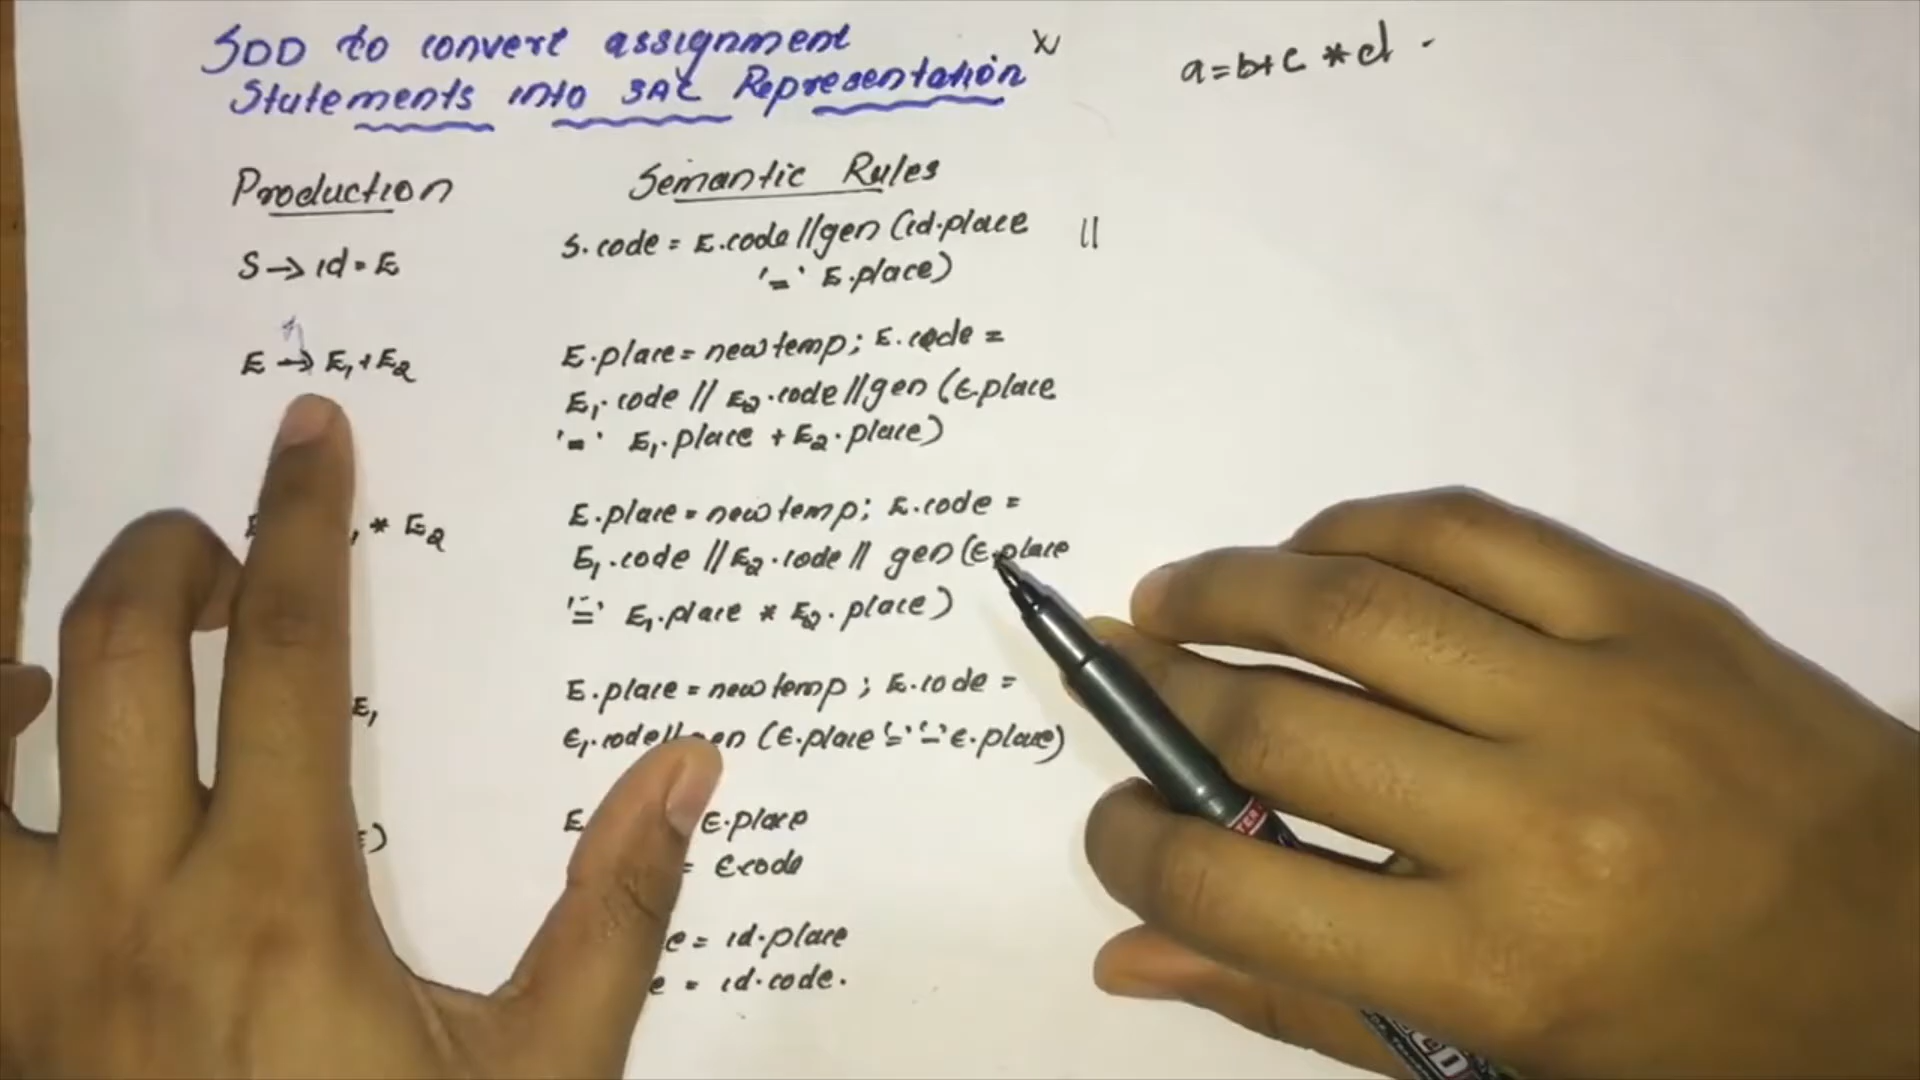 SDD to convert assignment
Statements into 3AC Representation
a=b+c *d
Production
Semantic Rules
S → id = E
S.code = E.code //gen (id.place
'=' E.place)
||
E → E₁ + E₂
E.place = newtemp; E.code =
E₁.code // E₂.code //gen (E.place
'=' E₁.place + E₂.place)
* E₂
E.place = newtemp; E.code =
E₁.code // E₂.code // gen (E.place
'=' E₁.place * E₂.place)
E₁
E.place = newtemp; E.code =
E₁.code // gen (E.place '=' '-' E.place)
)
E E.place
= E.code
e = id.place
e = id.code.